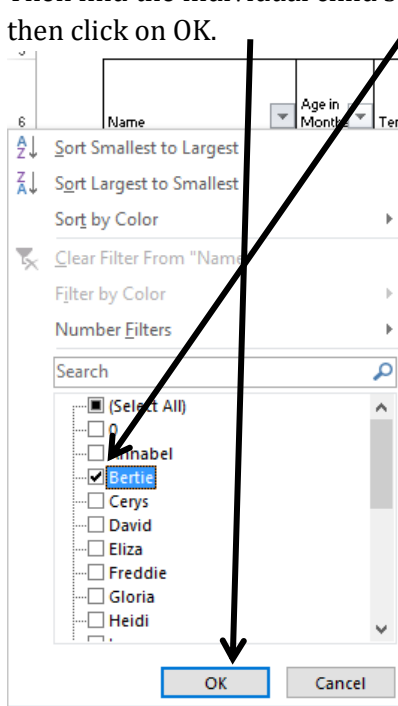 then click on OK.
6
Name
Age in
Months
Sort Smallest to Largest
Sort Largest to Smallest
Sort by Color
Clear Filter From "Name
Filter by Color
Number Filters
Search
(Select All)
0
Annabel
Bertie
Cerys
David
Eliza
Freddie
Gloria
Heidi
OK
Cancel